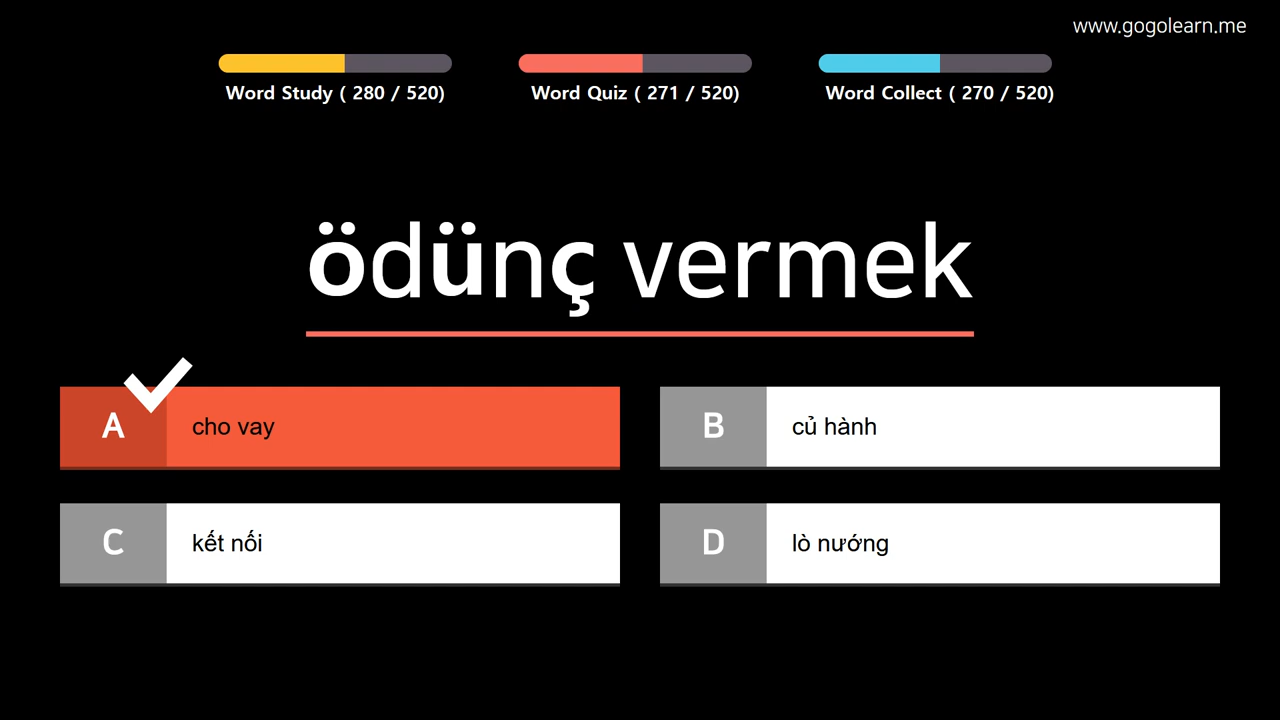 www.gogolearn.me
Word Study ( 280 / 520)
Word Quiz ( 271 / 520)
Word Collect ( 270 / 520)
ödünç vermek
A
cho vay
B
củ hành
C
kết nối
D
lò nướng